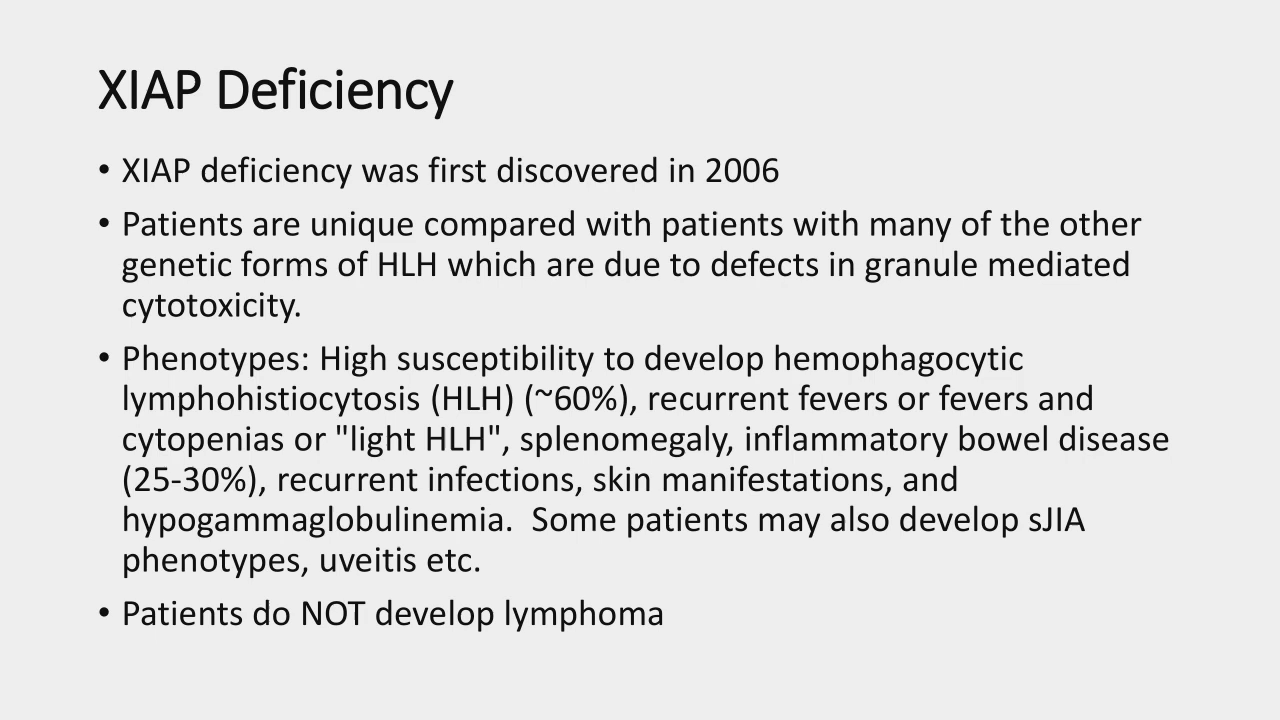 XIAP Deficiency
• XIAP deficiency was first discovered in 2006
• Patients are unique compared with patients with many of the other
genetic forms of HLH which are due to defects in granule mediated
cytotoxicity.
• Phenotypes: High susceptibility to develop hemophagocytic
lymphohistiocytosis (HLH) (~60%), recurrent fevers or fevers and
cytopenias or "light HLH", splenomegaly, inflammatory bowel disease
(25-30%), recurrent infections, skin manifestations, and
hypogammaglobulinemia.  Some patients may also develop sJIA
phenotypes, uveitis etc.
• Patients do NOT develop lymphoma